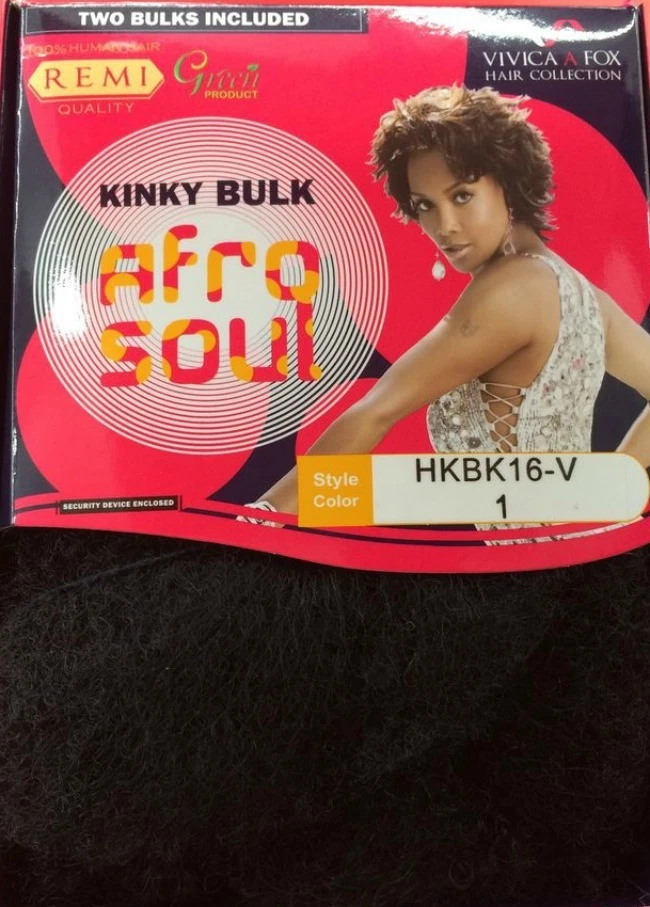 TWO BULKS INCLUDED
100% HUMAN HAIR
REMI
QUALITY
Green
PRODUCT
VIVICA A FOX
HAIR COLLECTION
KINKY BULK
afro
soul
Style
Color
HKBK16-V
1
SECURITY DEVICE ENCLOSED